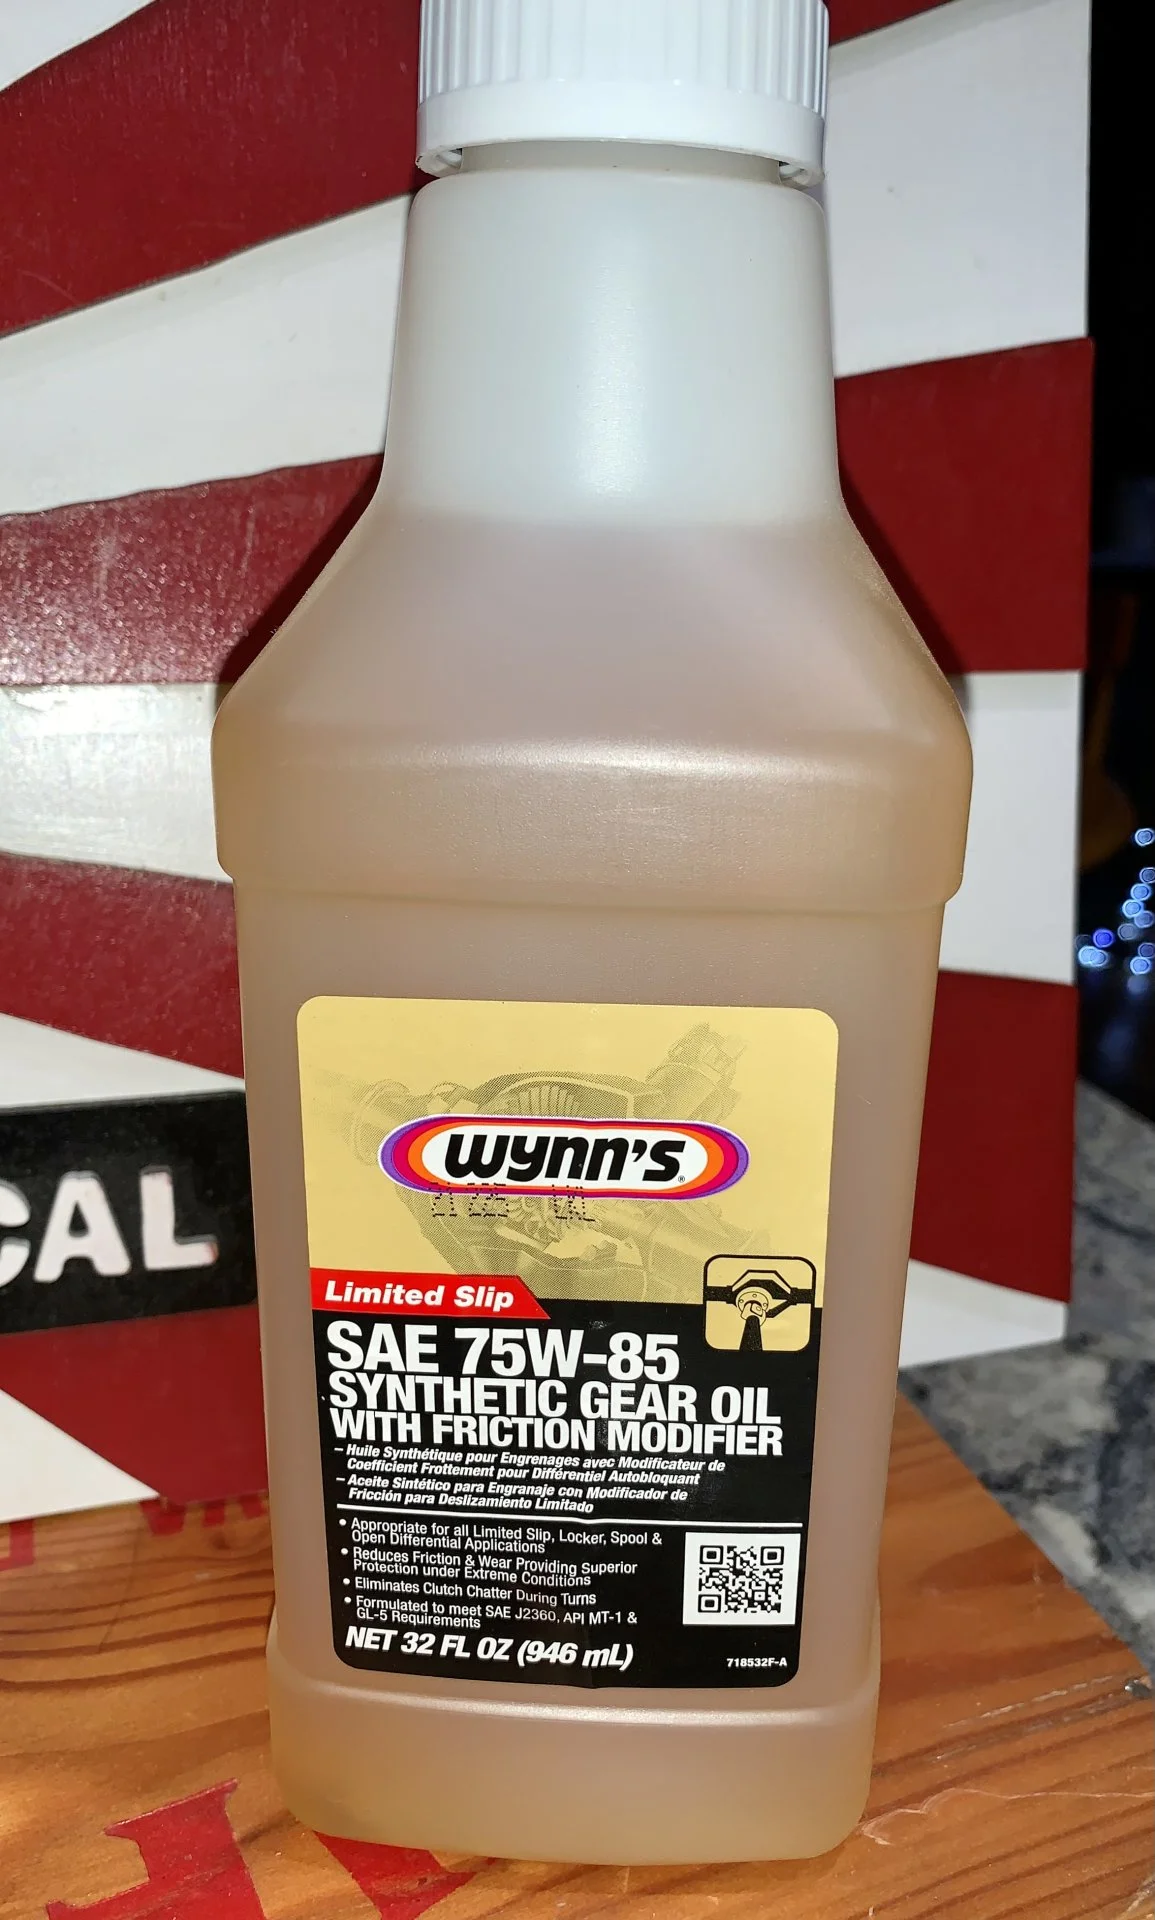 wynn's®
CAL
Limited Slip
SAE 75W-85
SYNTHETIC GEAR OIL
WITH FRICTION MODIFIER
– Huile Synthétique pour Engrenages avec Modificateur de
Coefficient Frottement pour Différentiel Autobloquant
– Aceite Sintético para Engranaje con Modificador de
Fricción para Deslizamiento Limitado
• Appropriate for all Limited Slip, Locker, Spool &
Open Differential Applications
• Reduces Friction & Wear Providing Superior
Protection under Extreme Conditions
• Eliminates Clutch Chatter During Turns
• Formulated to meet SAE J2360, API MT-1 &
GL-5 Requirements
NET 32 FL OZ (946 mL)
718532F-A